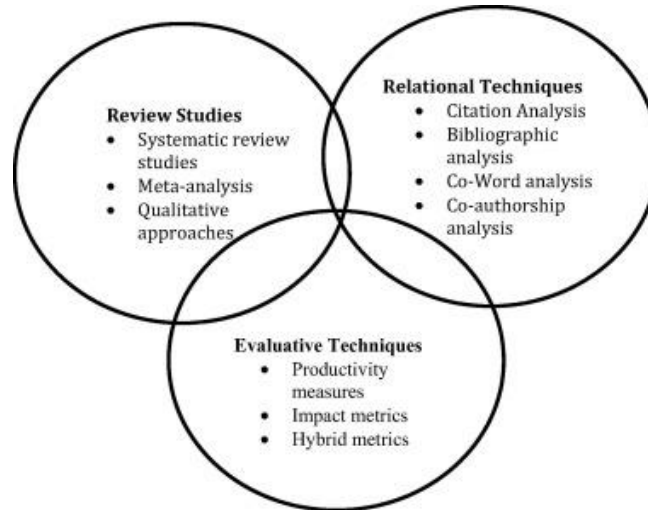 Review Studies
• Systematic review
studies
• Meta-analysis
• Qualitative
approaches
Relational Techniques
• Citation Analysis
• Bibliographic
analysis
• Co-Word analysis
• Co-authorship
analysis
Evaluative Techniques
• Productivity
measures
• Impact metrics
• Hybrid metrics